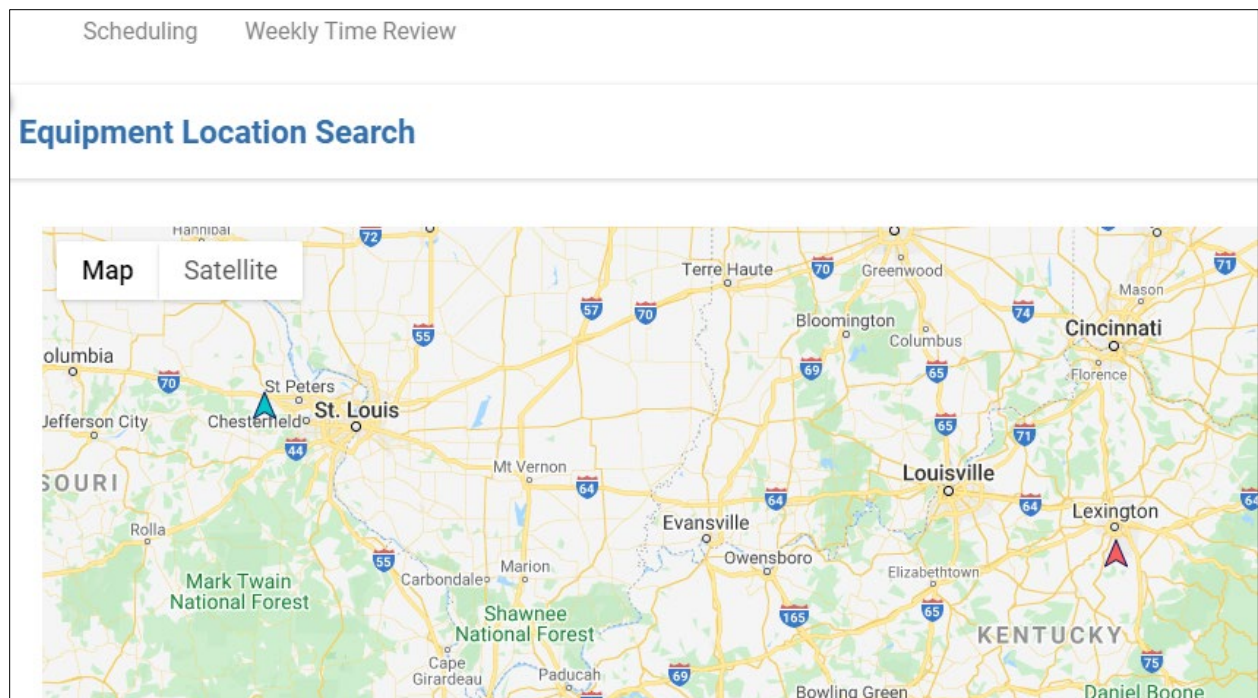 Scheduling Weekly Time Review
Equipment Location Search
Map Satellite
Hannibal
72
Terre Haute
70
Greenwood
71
Mason
57
70
74
55
Bloomington
Columbus
Cincinnati
olumbia
70
69
65
Florence
St Peters
Jefferson City
Chesterfield
St. Louis
44
65
71
SOURI
Mt Vernon
64
64
Louisville
64
64
Rolla
Evansville
Lexington
55
Carbondale
Marion
Owensboro
Elizabethtown
Mark Twain
National Forest
Shawnee
National Forest
165
65
KENTUCKY
75
Cape
Girardeau
Paducah
69
Bowling Green
Daniel Boone